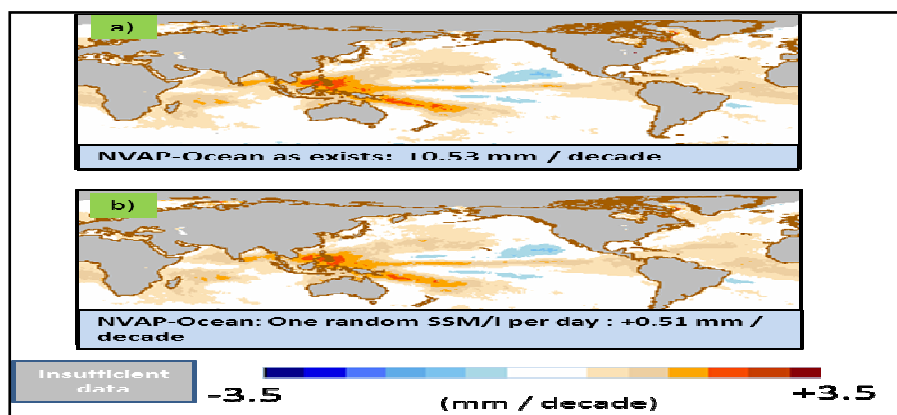 a)
NVAP-Ocean as exists: +0.53 mm / decade
b)
NVAP-Ocean: One random SSM/I per day : +0.51 mm /
decade
Insufficient
data
-3.5
+3.5
(mm / decade)